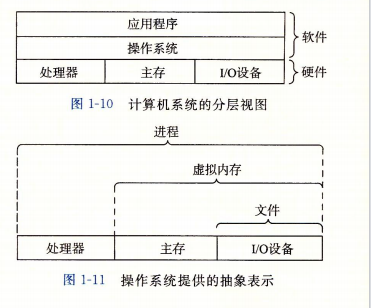 应用程序
操作系统
软件
处理器 主存 I/O设备
硬件
图 1-10 计算机系统的分层视图
进程
虚拟内存
文件
处理器 主存 I/O设备
图 1-11 操作系统提供的抽象表示